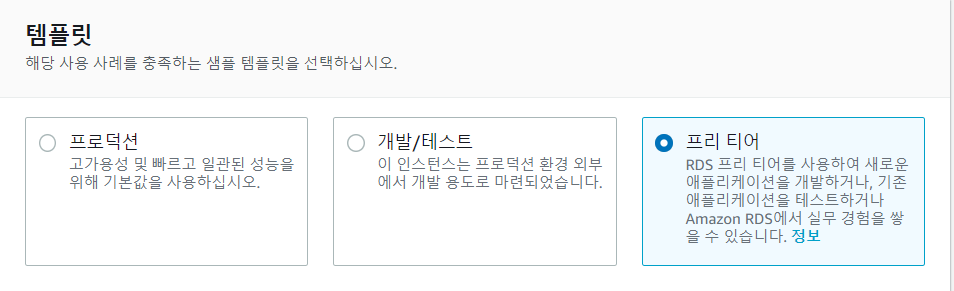 템플릿
해당 사용 사례를 충족하는 샘플 템플릿을 선택하십시오.
프로덕션
고가용성 및 빠르고 일관된 성능을
위해 기본값을 사용하십시오.
개발/테스트
이 인스턴스는 프로덕션 환경 외부
에서 개발 용도로 마련되었습니다.
프리 티어
RDS 프리 티어를 사용하여 새로운
애플리케이션을 개발하거나, 기존
애플리케이션을 테스트하거나
Amazon RDS에서 실무 경험을 쌓
을 수 있습니다. 정보